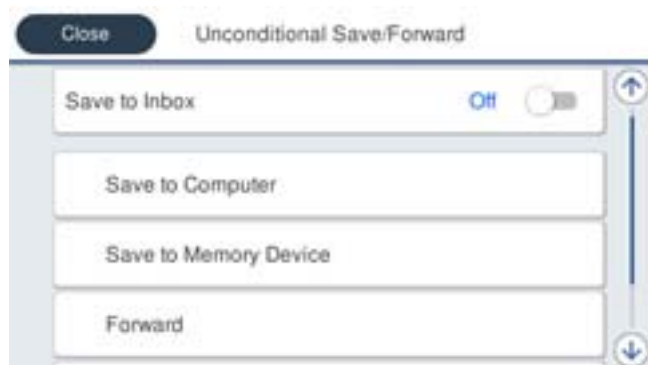 Close
Unconditional Save/Forward
Save to Inbox
Off
Save to Computer
Save to Memory Device
Forward